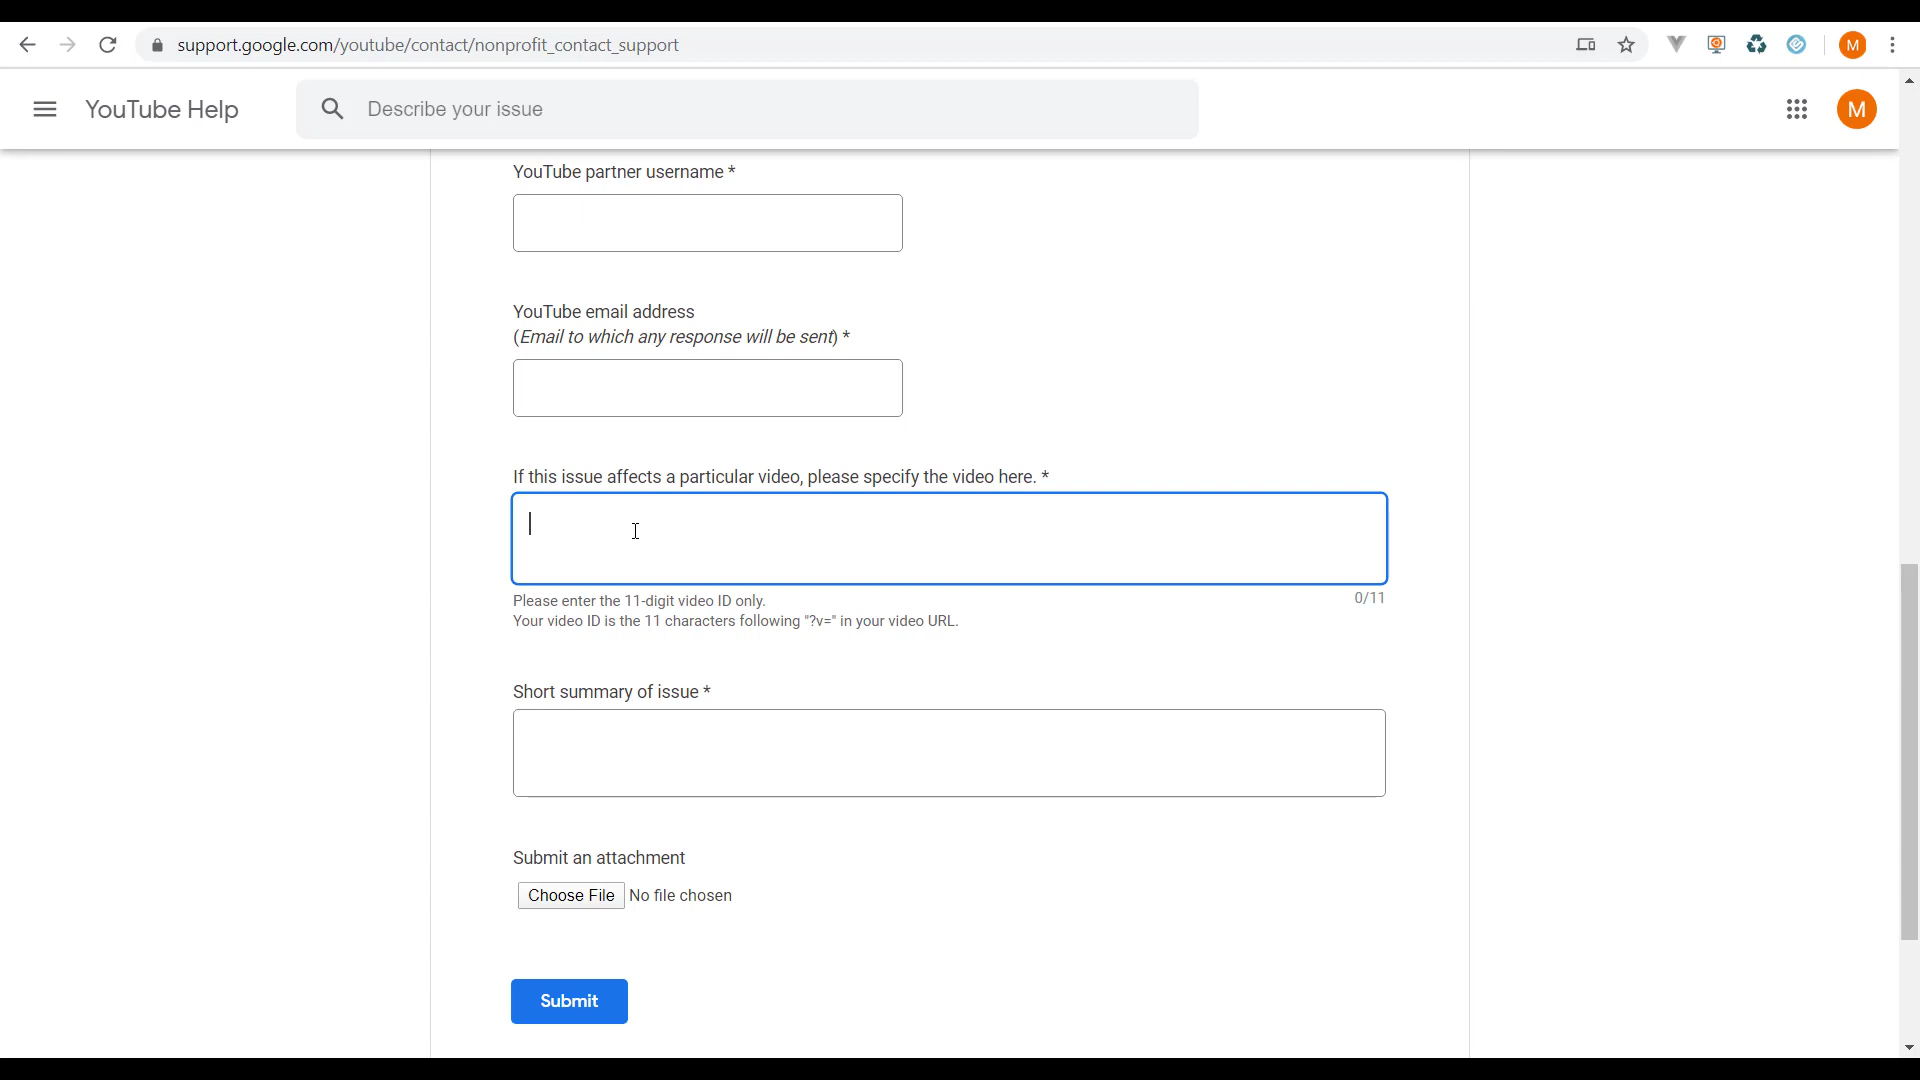 support.google.com/youtube/contact/nonprofit_contact_support
M
YouTube Help
Describe your issue
M
YouTube partner username *
YouTube email address
(Email to which any response will be sent) *
If this issue affects a particular video, please specify the video here. *
Please enter the 11-digit video ID only.
0/11
Your video ID is the 11 characters following "?v=" in your video URL.
Short summary of issue *
Submit an attachment
Choose File No file chosen
Submit